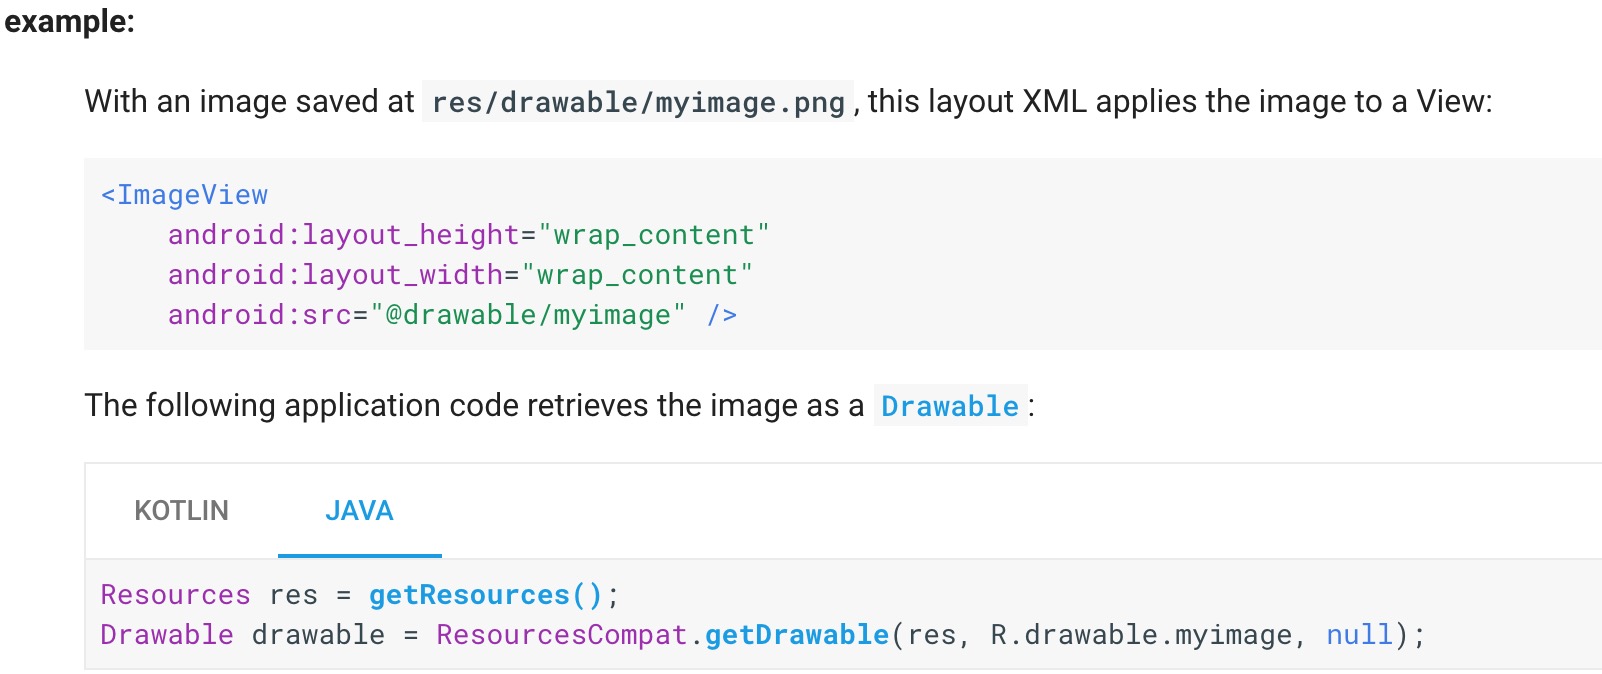 example:
With an image saved at res/drawable/myimage.png, this layout XML applies the image to a View:
<ImageView
    android:layout_height="wrap_content"
    android:layout_width="wrap_content"
    android:src="@drawable/myimage" />
The following application code retrieves the image as a Drawable:
KOTLIN JAVA
Resources res = getResources();
Drawable drawable = ResourcesCompat.getDrawable(res, R.drawable.myimage, null);